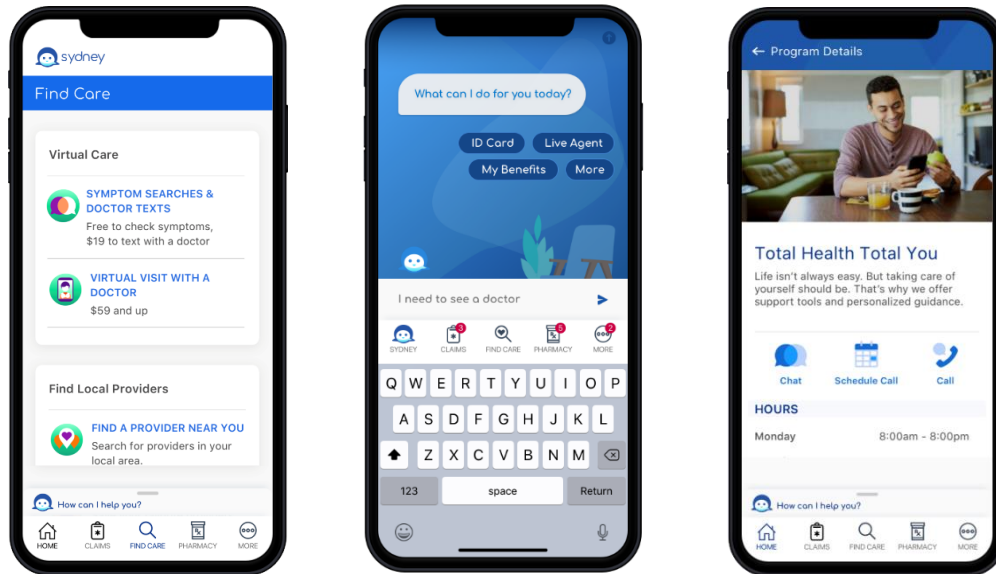 sydney
Find Care
Virtual Care
SYMPTOM SEARCHES &
DOCTOR TEXTS
Free to check symptoms,
$19 to text with a doctor
VIRTUAL VISIT WITH A
DOCTOR
$59 and up
Find Local Providers
FIND A PROVIDER NEAR YOU
Search for providers in your
local area.
How can I help you?
HOME CLAIMS FIND CARE PHARMACY MORE
What can I do for you today?
ID Card Live Agent
My Benefits More
I need to see a doctor
3 5 2
SYDNEY CLAIMS FIND CARE PHARMACY MORE
Q W E R T Y U I O P
A S D F G H J K L
Z X C V B N M
123 space Return
← Program Details
Total Health Total You
Life isn't always easy. But taking care of
yourself should be. That's why we offer
support tools and personalized guidance.
Chat Schedule Call Call
HOURS
Monday 8:00am - 8:00pm
How can I help you?
HOME CLAIMS FIND CARE PHARMACY MORE